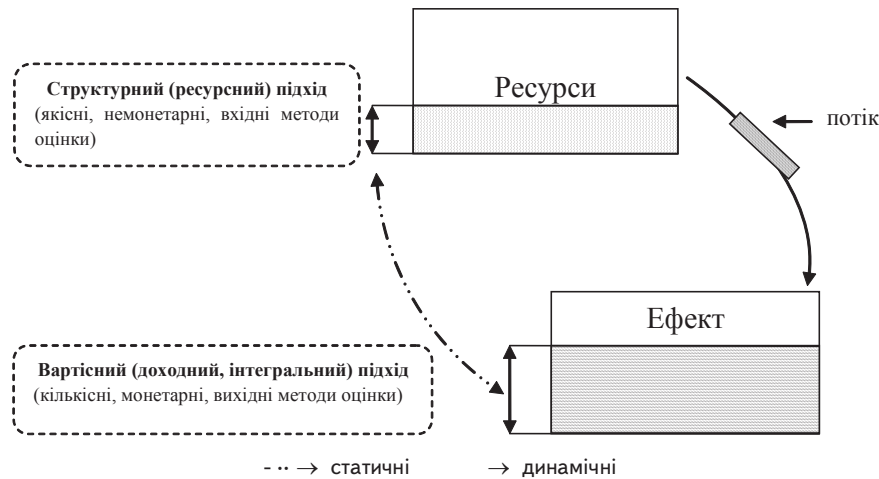 Ресурси
Структурний (ресурсний) підхід
(якісні, немонетарні, вхідні методи
оцінки)
потік
Ефект
Вартісний (доходний, інтегральний) підхід
(кількісні, монетарні, вихідні методи оцінки)
статичні
динамічні